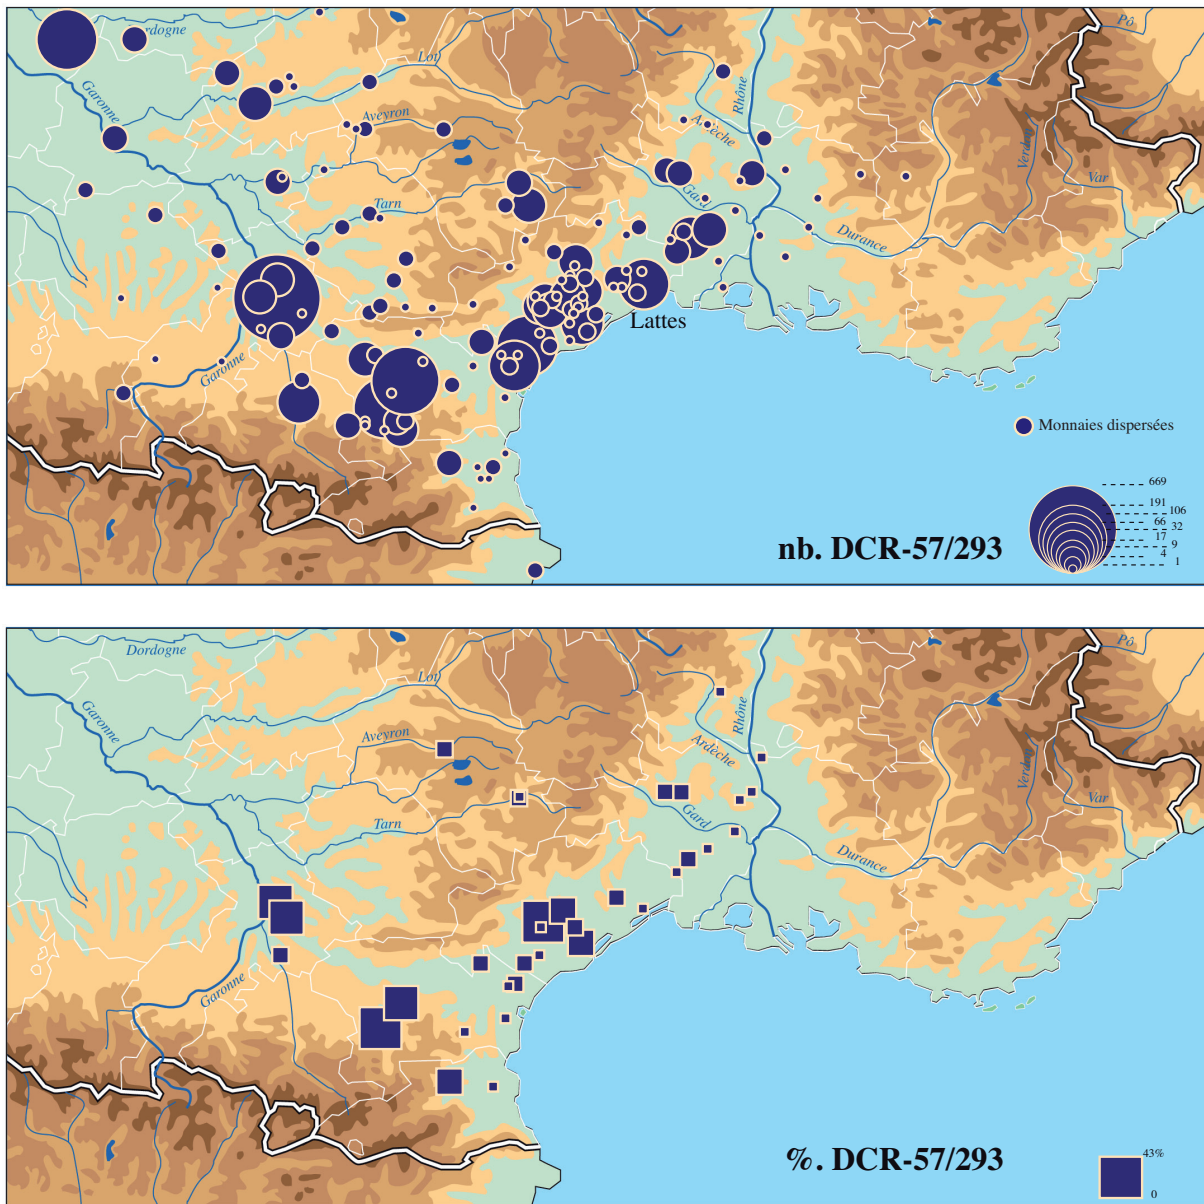 rdogne
Pô
Lot
Rhône
Garonne
Aveyron
Ardèche
Verdon
Var
Gard
Tarn
Durance
Lattes
Garonne
Monnaies dispersées
669
191
106
66
32
17
9
4
1
nb. DCR-57/293
Dordogne
Pô
Lot
Garonne
Rhône
Aveyron
Ardèche
Verdon
Var
Gard
Tarn
Durance
Garonne
43%
0
%. DCR-57/293